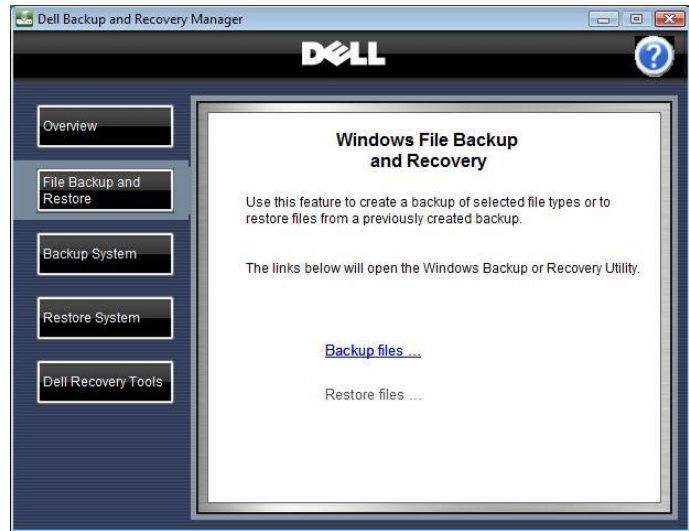 Dell Backup and Recovery Manager
DELL
?
Overview
File Backup and
Restore
Backup System
Restore System
Dell Recovery Tools
Windows File Backup
and Recovery
Use this feature to create a backup of selected file types or to
restore files from a previously created backup.
The links below will open the Windows Backup or Recovery Utility.
Backup files ...
Restore files ...